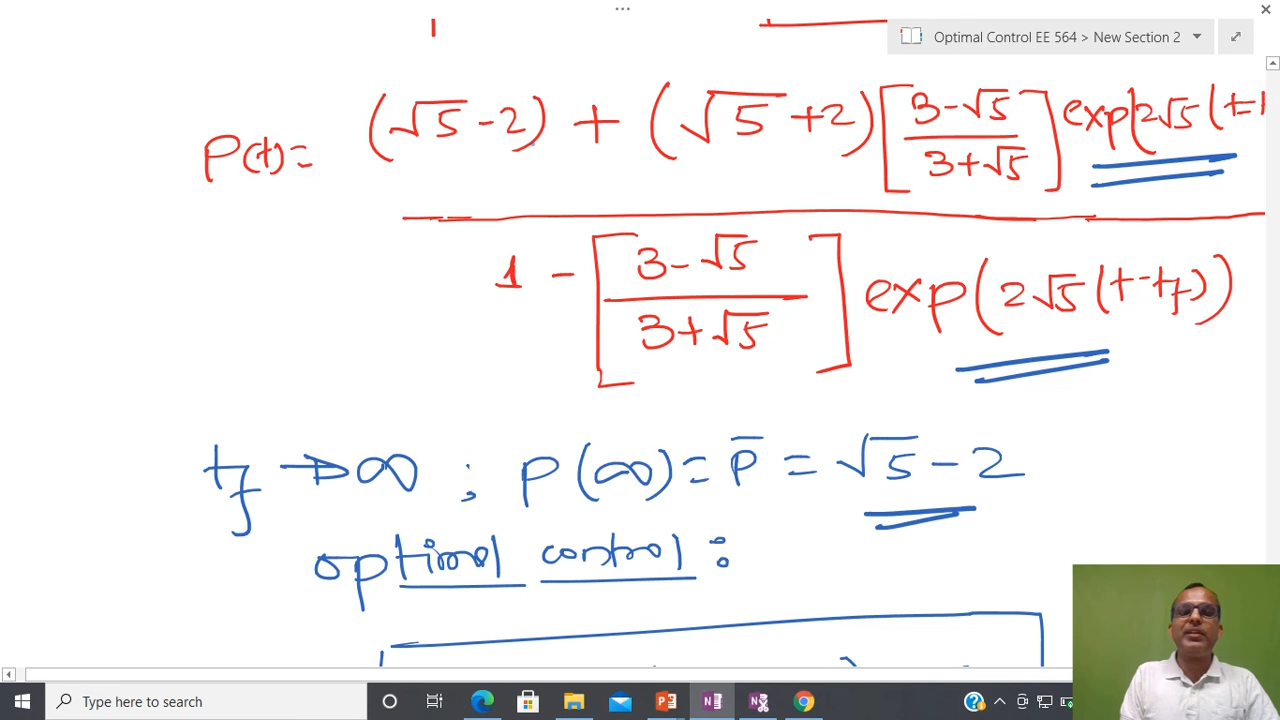 Optimal Control EE 564 > New Section 2
P(t) = (√5 - 2) + (√5 + 2) [3 - √5 / 3 + √5] exp(2√5 (t -
1 - [3 - √5 / 3 + √5] exp(2√5 (t - tf))
tf → ∞ ; P(∞) = P̄ = √5 - 2
optimal control :
Type here to search